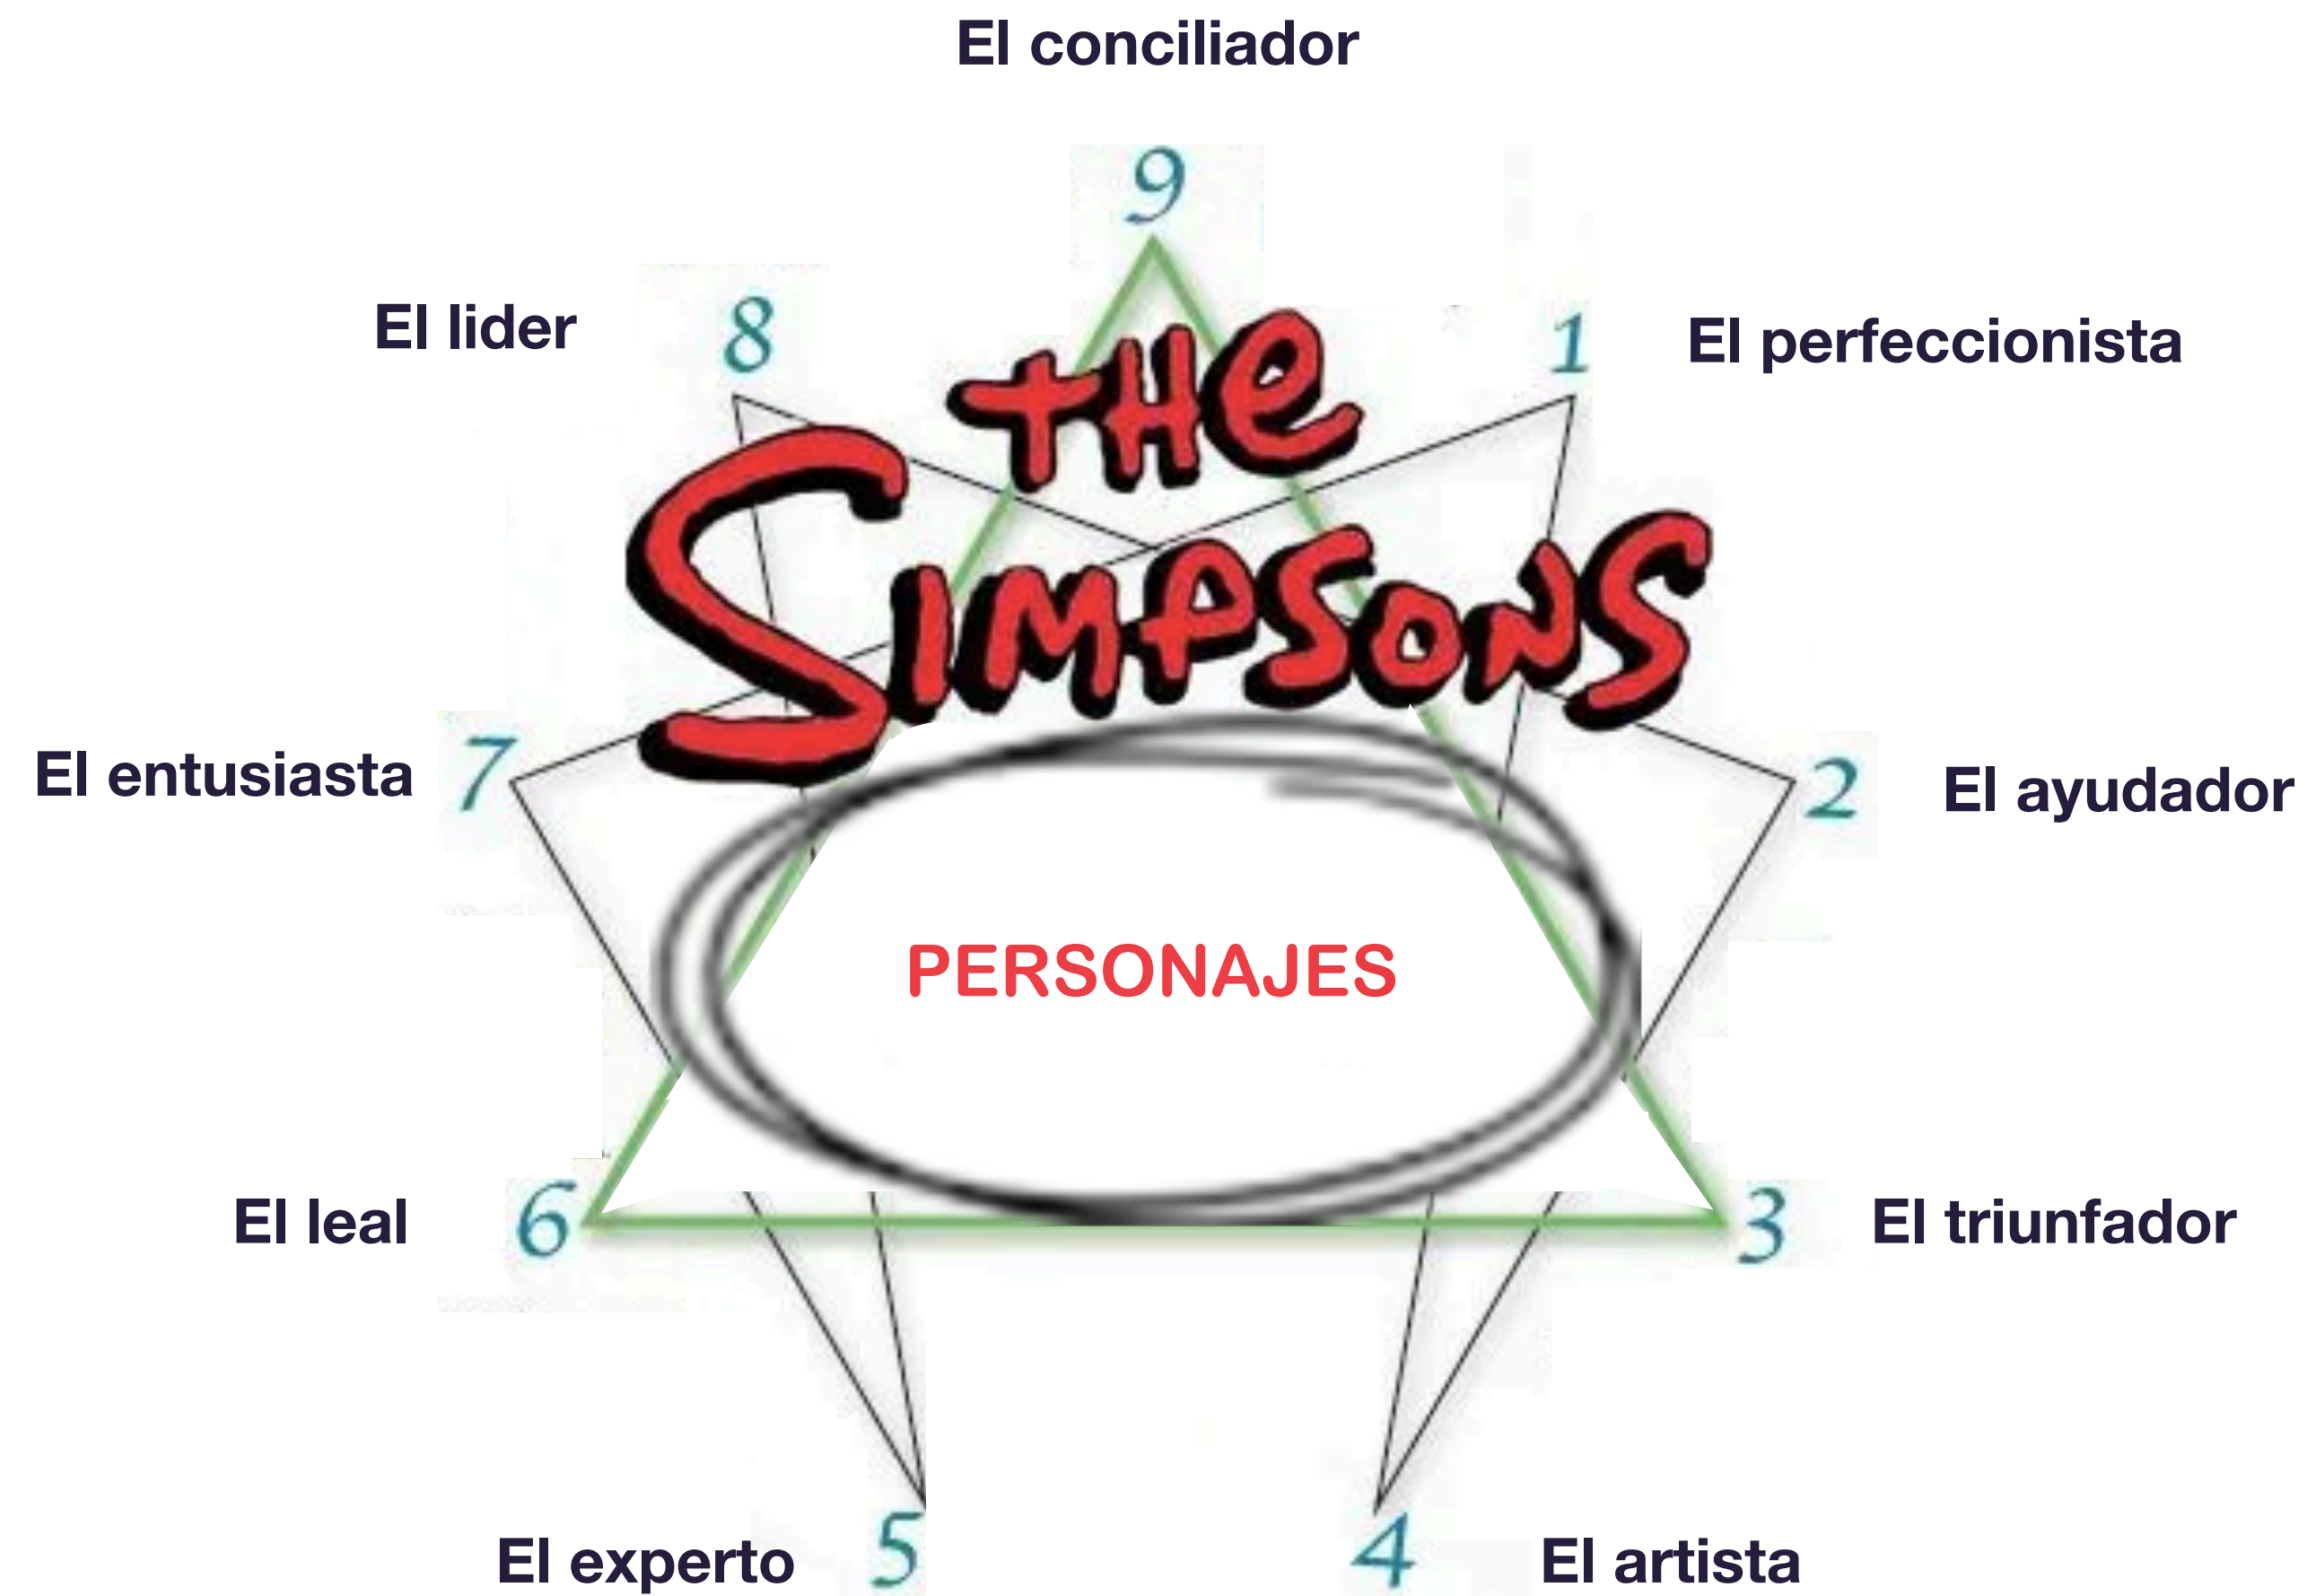 El conciliador
9
El lider
8
1
El perfeccionista
THE
SIMPSONS
El entusiasta
7
2
El ayudador
PERSONAJES
El leal
6
3
El triunfador
El experto
5
4
El artista